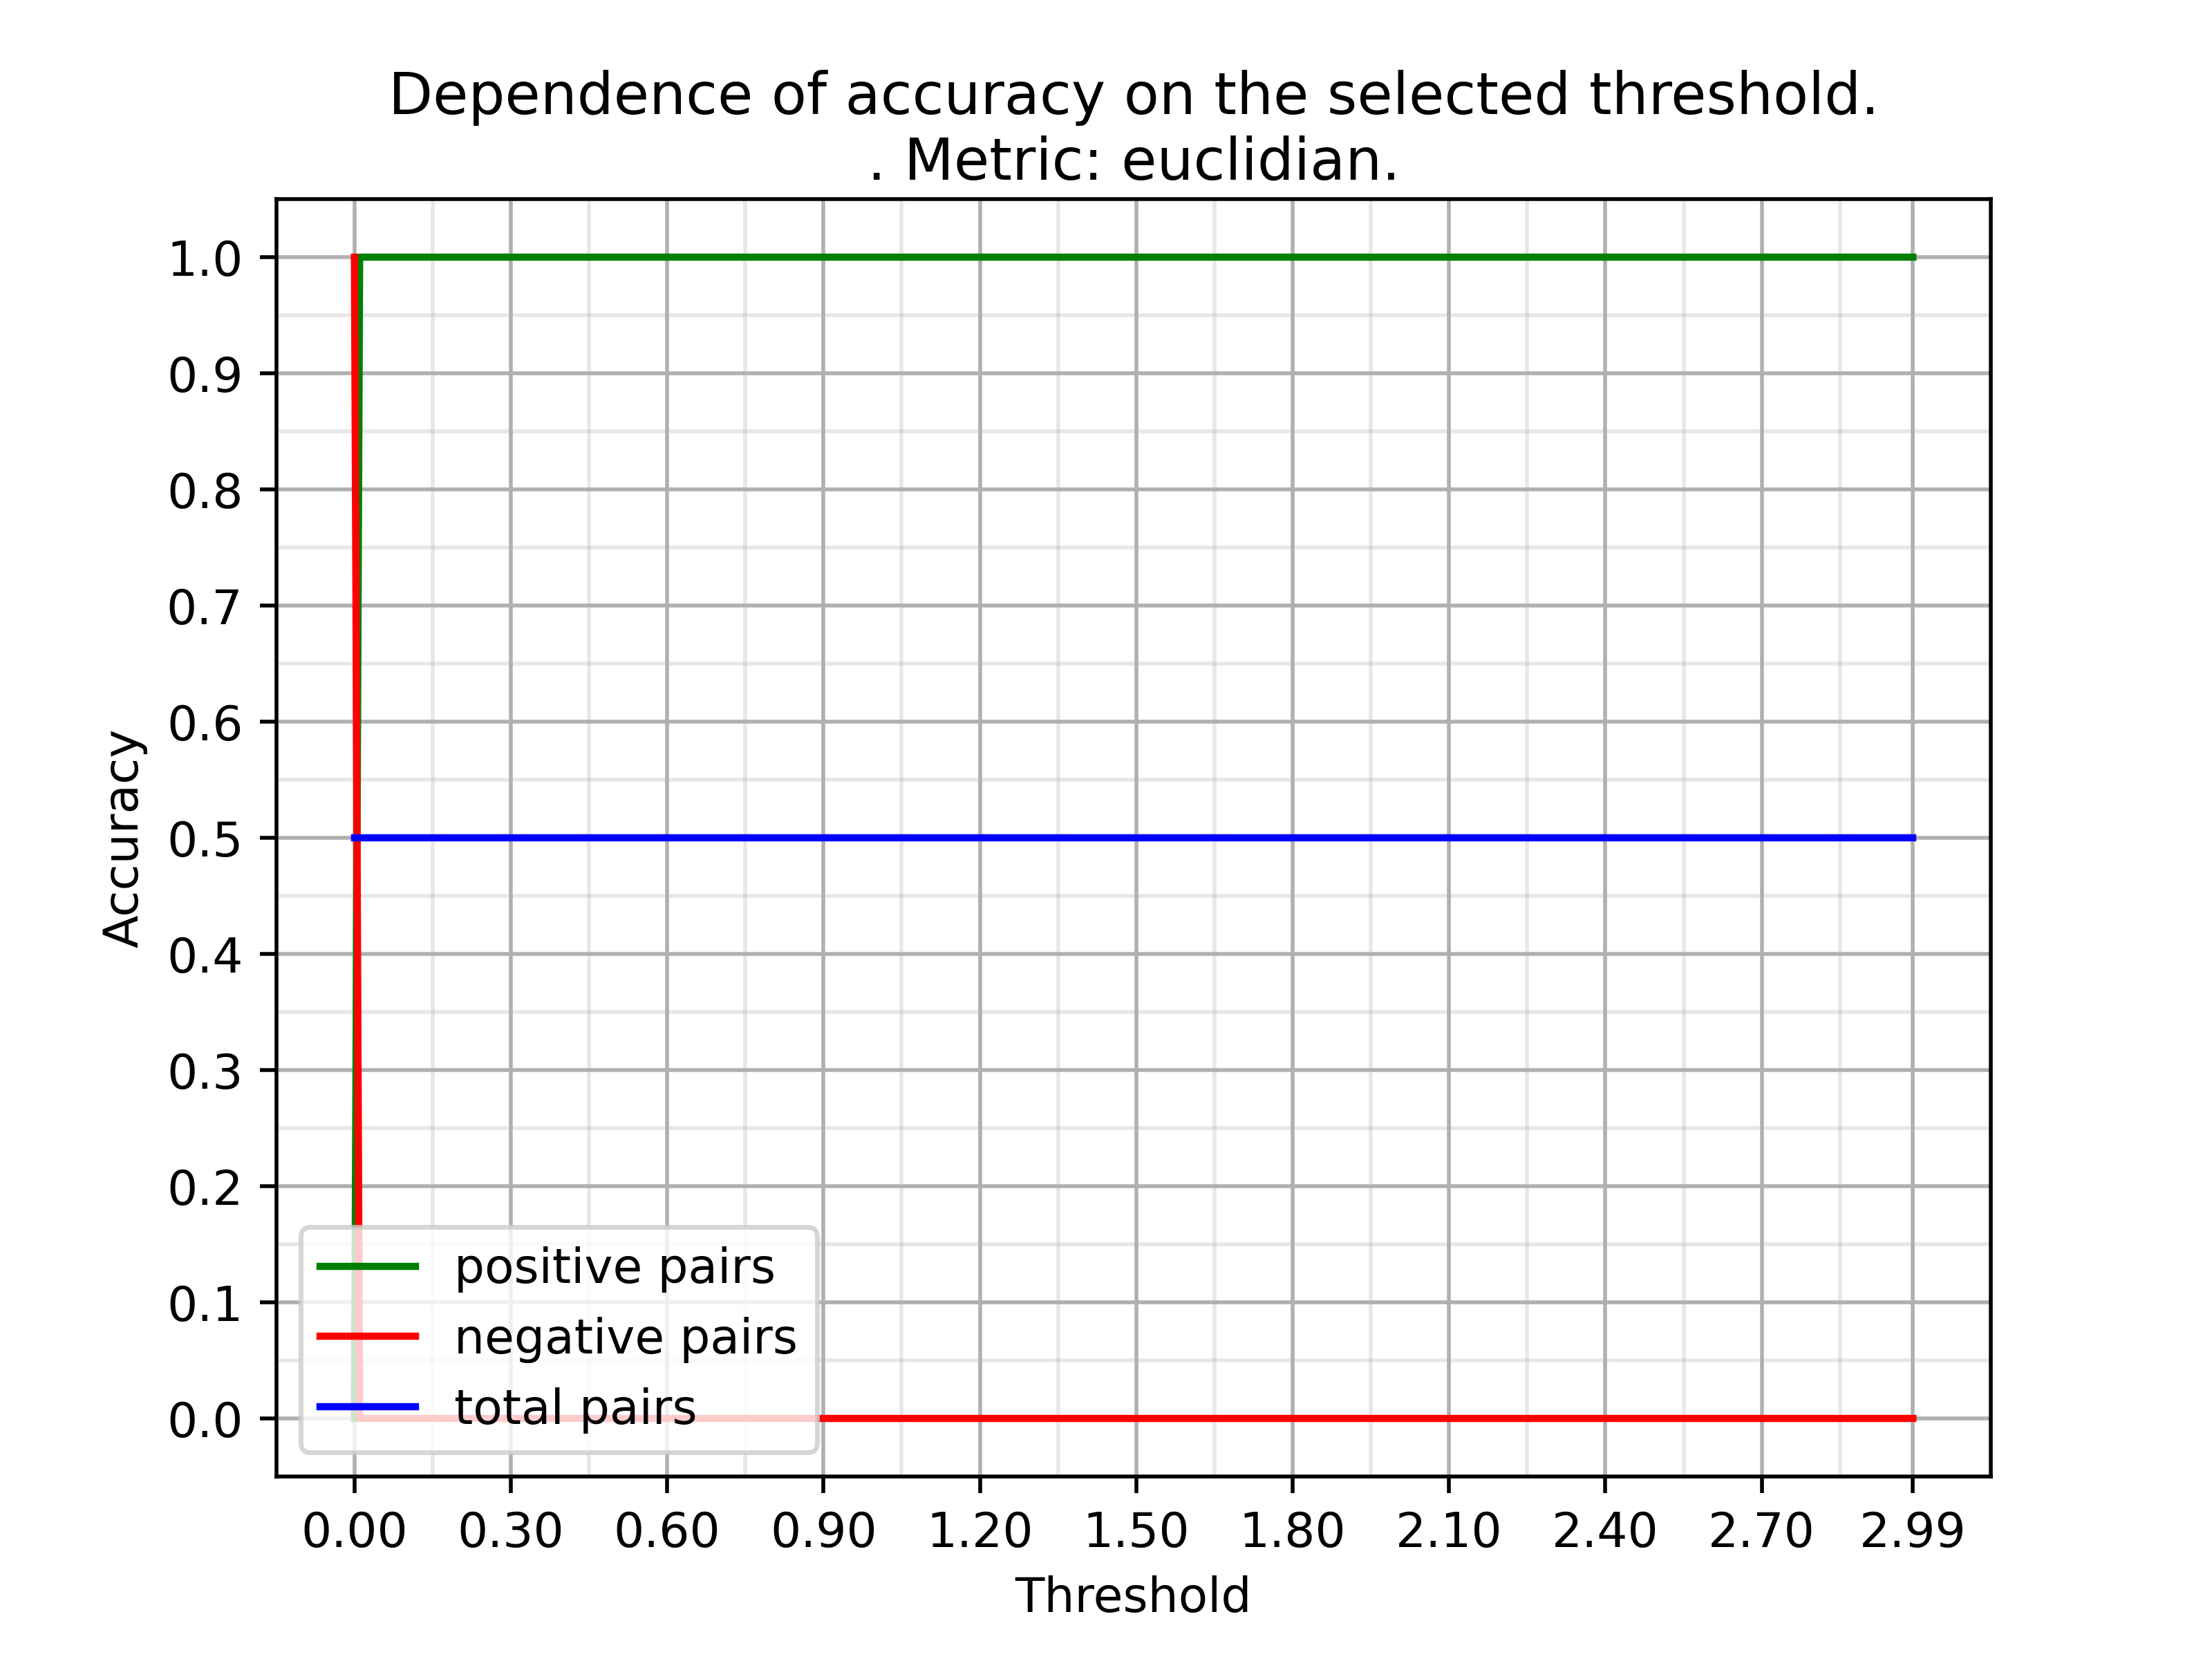 Dependence of accuracy on the selected threshold.
. Metric: euclidian.
1.0
0.9
0.8
0.7
0.6
0.5
0.4
0.3
0.2
0.1
0.0
Accuracy
positive pairs
negative pairs
total pairs
0.00 0.30 0.60 0.90 1.20 1.50 1.80 2.10 2.40 2.70 2.99
Threshold